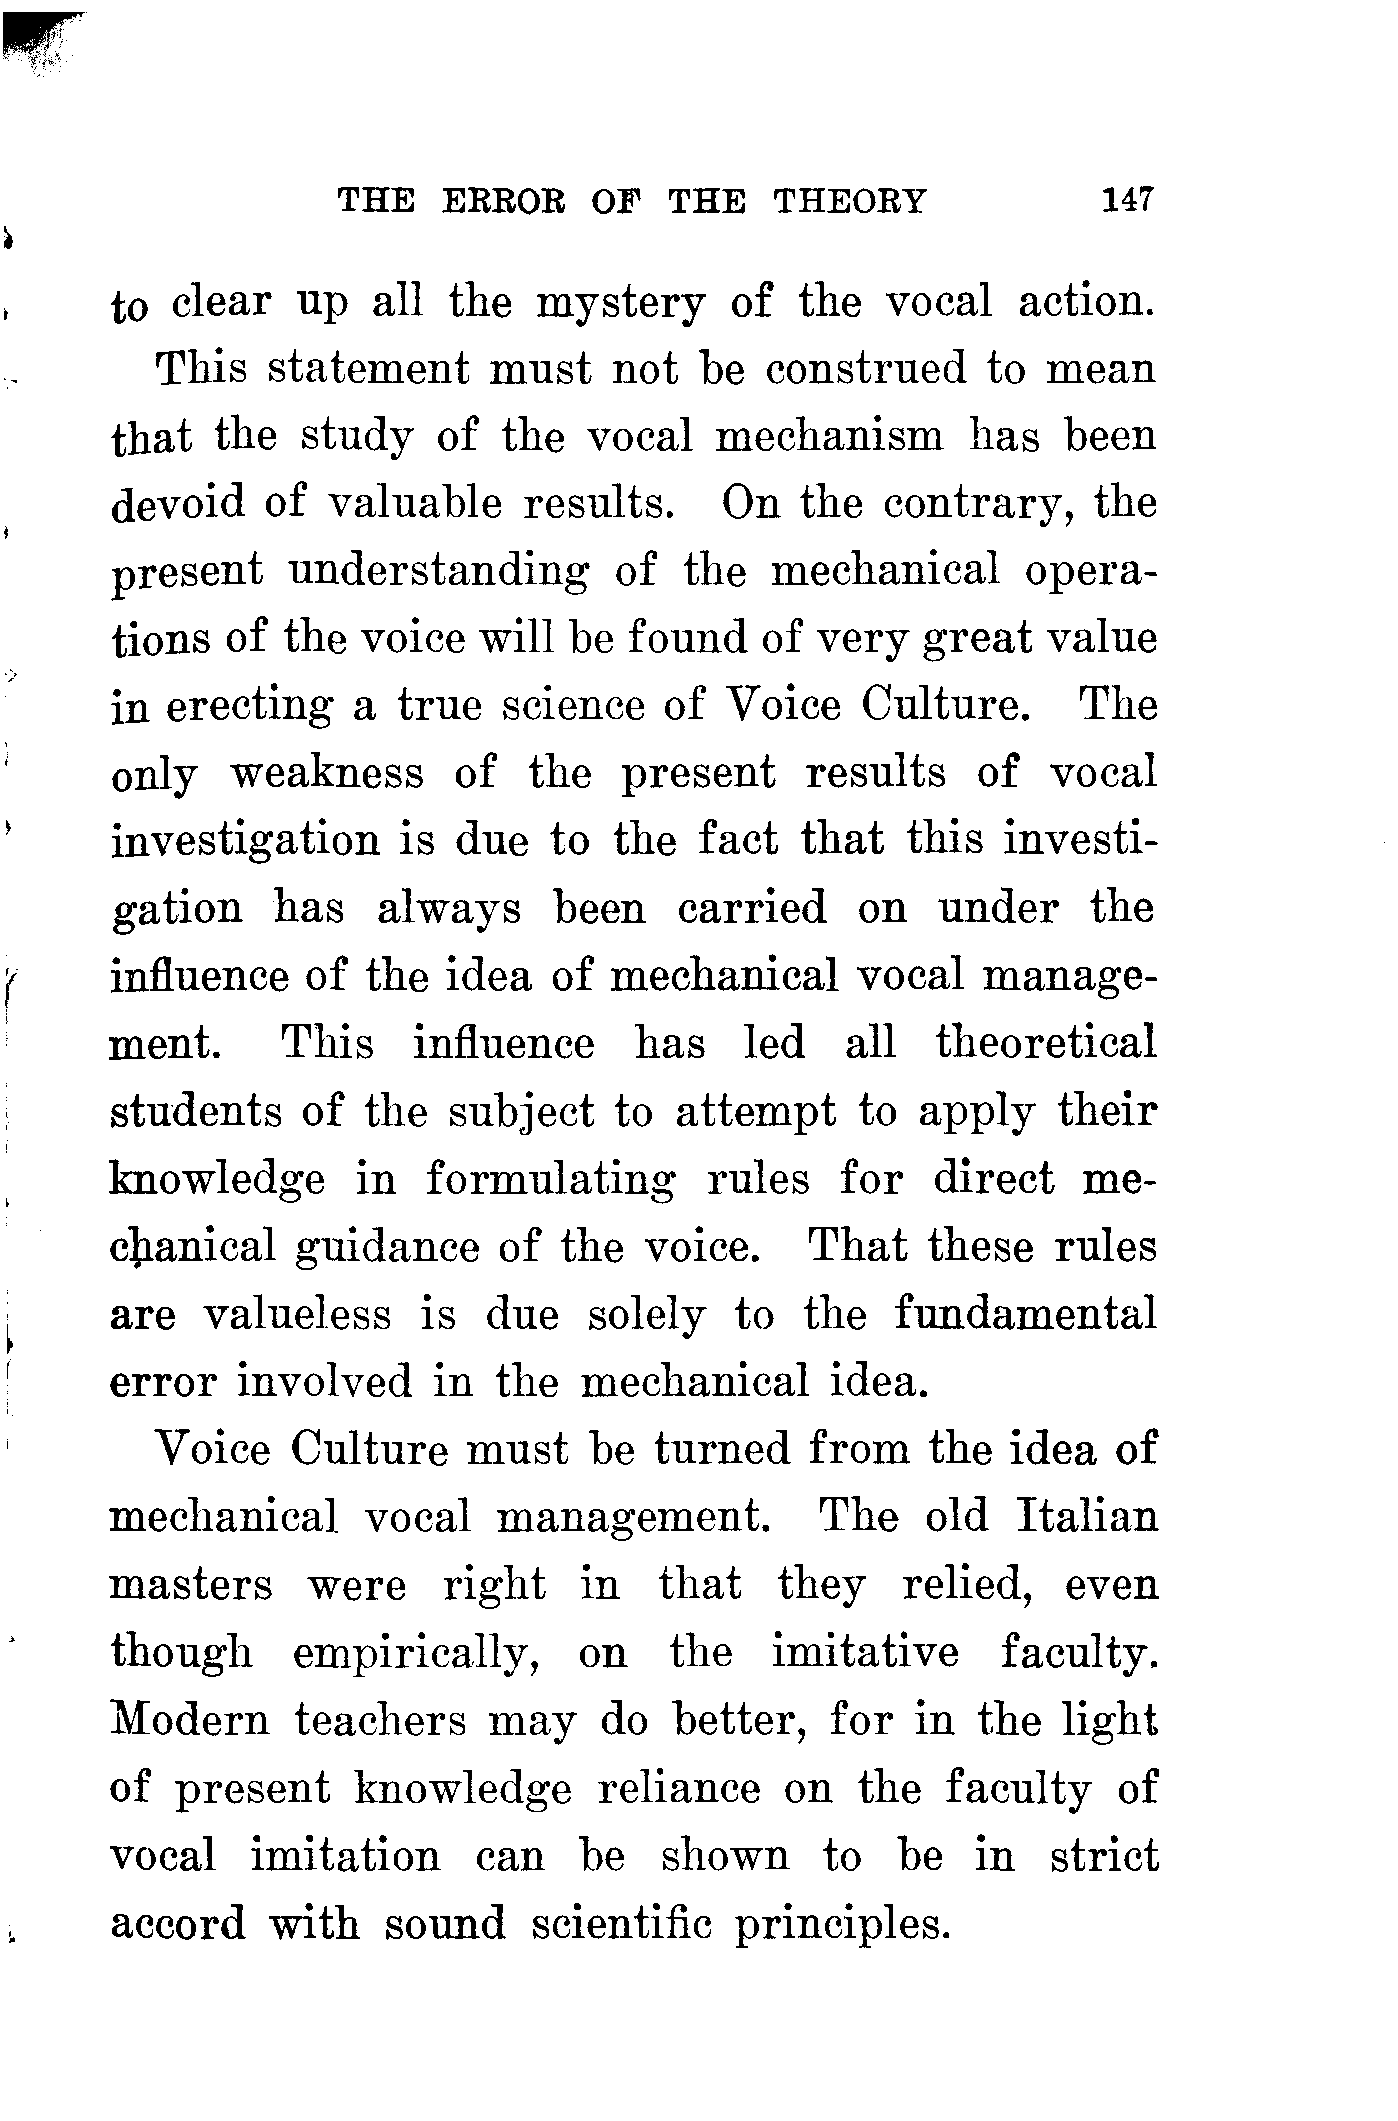 THE ERROR OF THE THEORY 147
to clear up all the mystery of the vocal action.
This statement must not be construed to mean
that the study of the vocal mechanism has been
devoid of valuable results. On the contrary, the
present understanding of the mechanical opera-
tions of the voice will be found of very great value
in erecting a true science of Voice Culture. The
only weakness of the present results of vocal
investigation is due to the fact that this investi-
gation has always been carried on under the
influence of the idea of mechanical vocal manage-
ment. This influence has led all theoretical
students of the subject to attempt to apply their
knowledge in formulating rules for direct me-
chanical guidance of the voice. That these rules
are valueless is due solely to the fundamental
error involved in the mechanical idea.
Voice Culture must be turned from the idea of
mechanical vocal management. The old Italian
masters were right in that they relied, even
though empirically, on the imitative faculty.
Modern teachers may do better, for in the light
of present knowledge reliance on the faculty of
vocal imitation can be shown to be in strict
accord with sound scientific principles.